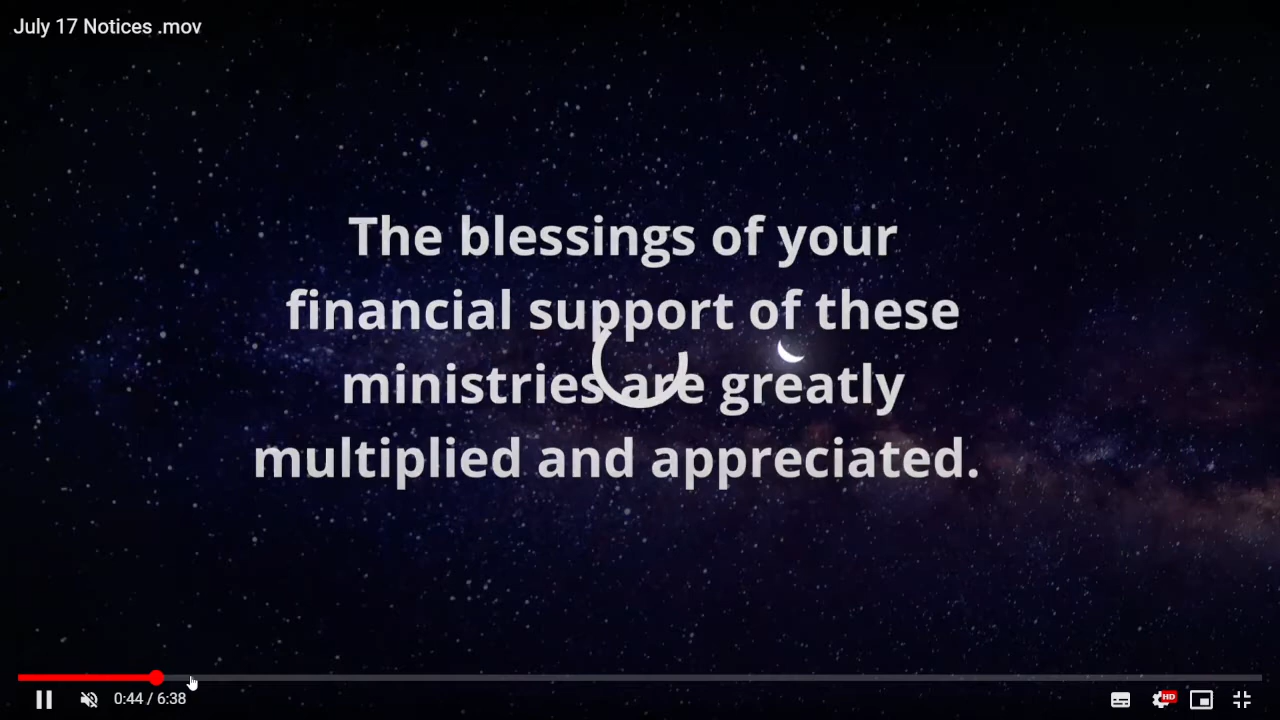 July 17 Notices .mov
The blessings of your
financial support of these
ministries are greatly
multiplied and appreciated.
0:44 / 6:38
HD